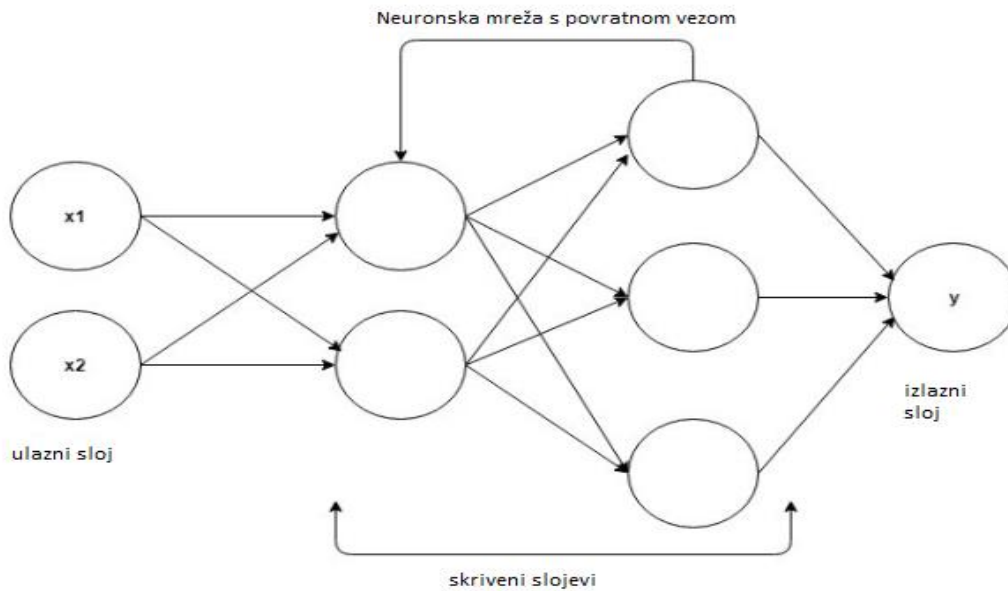 Neuronska mreža s povratnom vezom
x1
x2
y
ulazni sloj
izlazni
sloj
skriveni slojevi